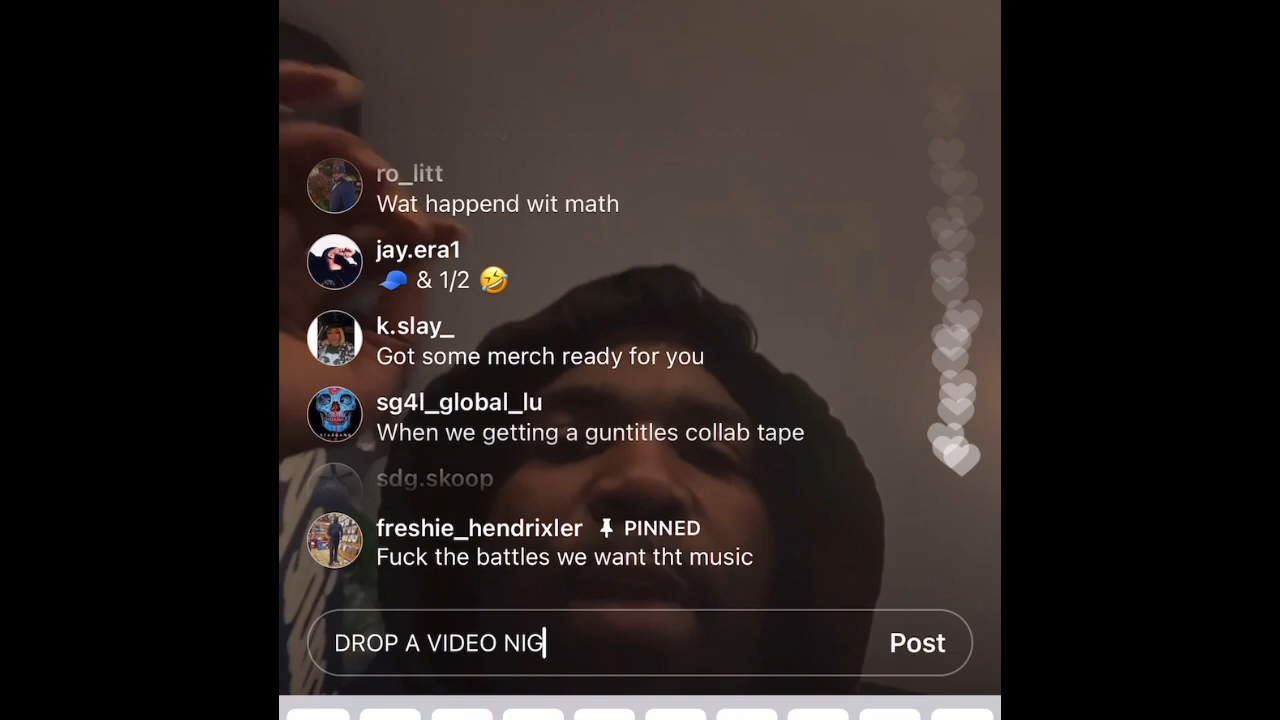 ro_litt
Wat happend wit math
jay.era1
🧢 & 1/2 🤣
k.slay_
Got some merch ready for you
sg4l_global_lu
When we getting a guntitles collab tape
sdg.skoop
freshie_hendrixler PINNED
Fuck the battles we want tht music
DROP A VIDEO NIG
Post